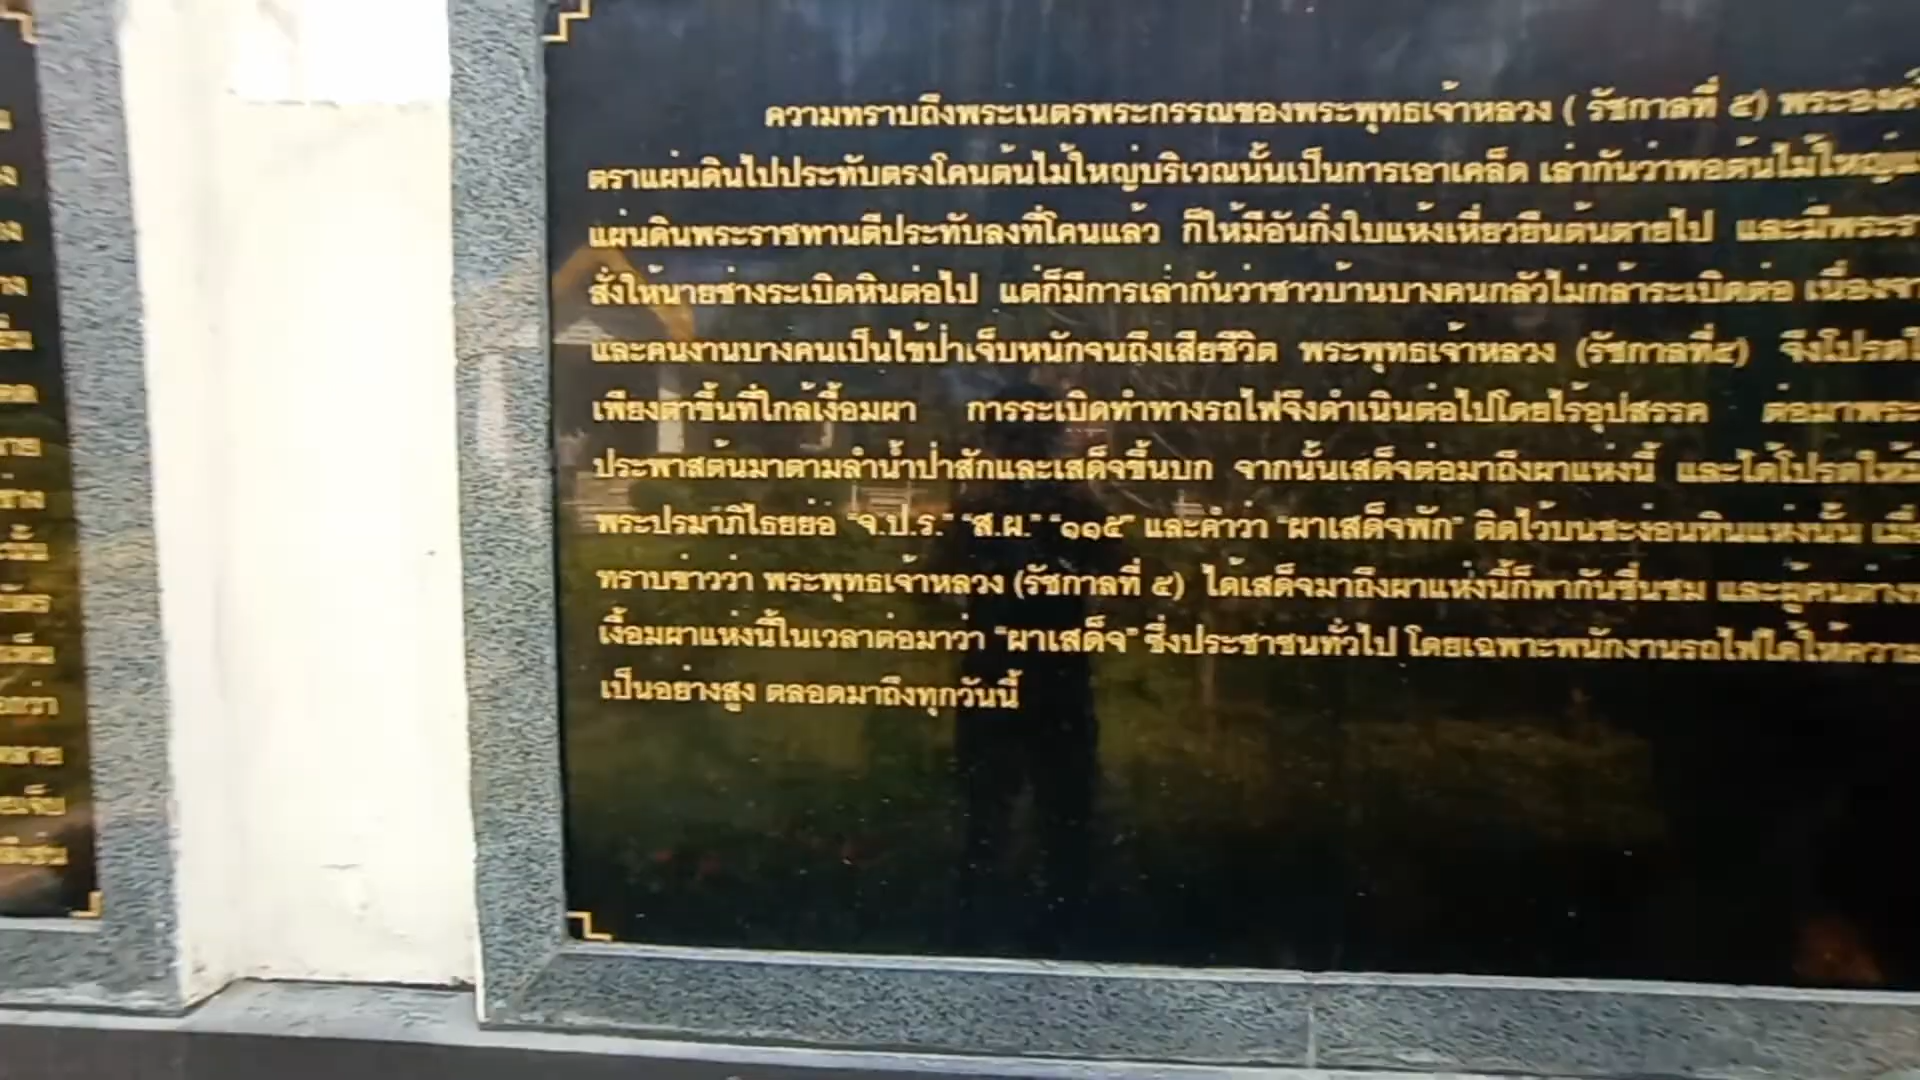 ความทราบถึงพระเนตรพระกรรณของพระพุทธเจ้าหลวง ( รัชกาลที่ ๕) พระองค์
ตราแผ่นดินไปประทับตรงโคนต้นไม้ใหญ่บริเวณนั้นเป็นการเอาเคล็ด เล่ากันว่าพอต้นไม้ใหญ่
แผ่นดินพระราชทานตีประทับลงที่โคนแล้ว ก็ให้มีอันกิ่งใบแห้งเหี่ยวยืนต้นตายไป และมีพระรา
สั่งให้นายช่างระเบิดหินต่อไป แต่ก็มีการเล่ากันว่าชาวบ้านบางคนกลัวไม่กล้าระเบิดต่อ เนื่องจา
และคนงานบางคนเป็นไข้ป่าเจ็บหนักจนถึงเสียชีวิต พระพุทธเจ้าหลวง (รัชกาลที่๕) จึงโปรดใ
เพียงตาขึ้นที่ใกล้เงื้อมผา การระเบิดทำทางรถไฟจึงดำเนินต่อไปโดยไร้อุปสรรค ต่อมาพระ
ประพาสต้นมาตามลำน้ำป่าสักและเสด็จขึ้นบก จากนั้นเสด็จต่อมาถึงผาแห่งนี้ และได้โปรดให้
พระปรมาภิไธยย่อ “จ.ป.ร.” “ส.ผ.” “๑๑๕” และคำว่า “ผาเสด็จพัก” ติดไว้บนชะง่อนหินแห่งนั้น
ทราบข่าวว่า พระพุทธเจ้าหลวง (รัชกาลที่ ๕) ได้เสด็จมาถึงผาแห่งนี้ก็พากันชื่นชม และผู้คนต่าง
เงื้อมผาแห่งนี้ในเวลาต่อมาว่า “ผาเสด็จ” ซึ่งประชาชนทั่วไป โดยเฉพาะพนักงานรถไฟได้ให้ความ
เป็นอย่างสูง ตลอดมาถึงทุกวันนี้